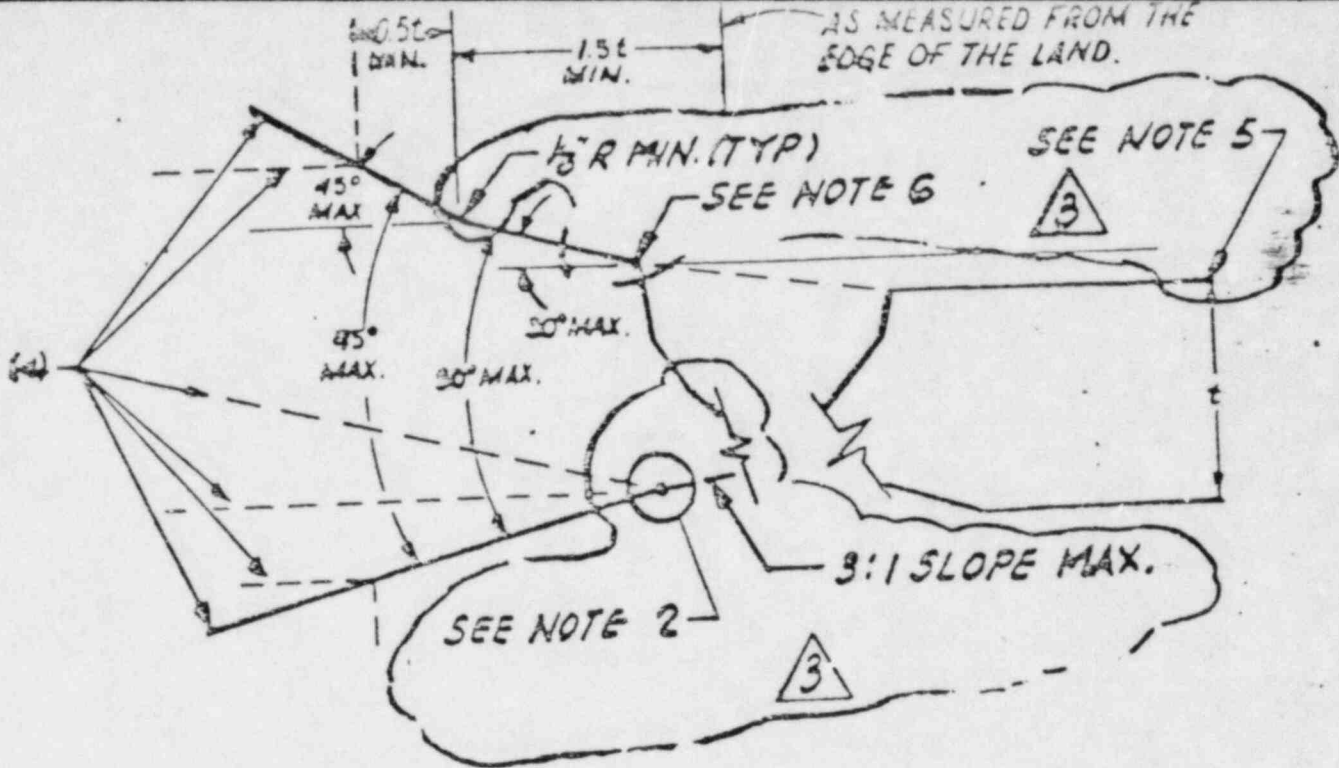 0.5t
MIN.
1.5t
MIN.
AS MEASURED FROM THE
EDGE OF THE LAND.
R MIN. (TYP)
SEE NOTE 5
45°
MAX
SEE NOTE 6
3
MAX.
45°
MAX.
30° MAX.
t
3:1 SLOPE MAX.
SEE NOTE 2
3